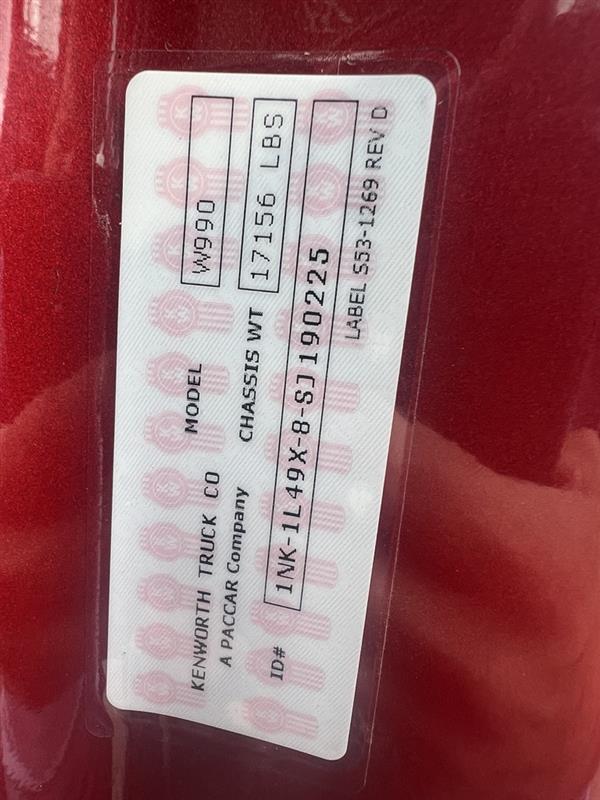 KENWORTH TRUCK CO MODEL W990
A PACCAR Company CHASSIS WT 17156 LBS
ID# 1NK-1L49X-8-SJ190225
LABEL S53-1269 REV D